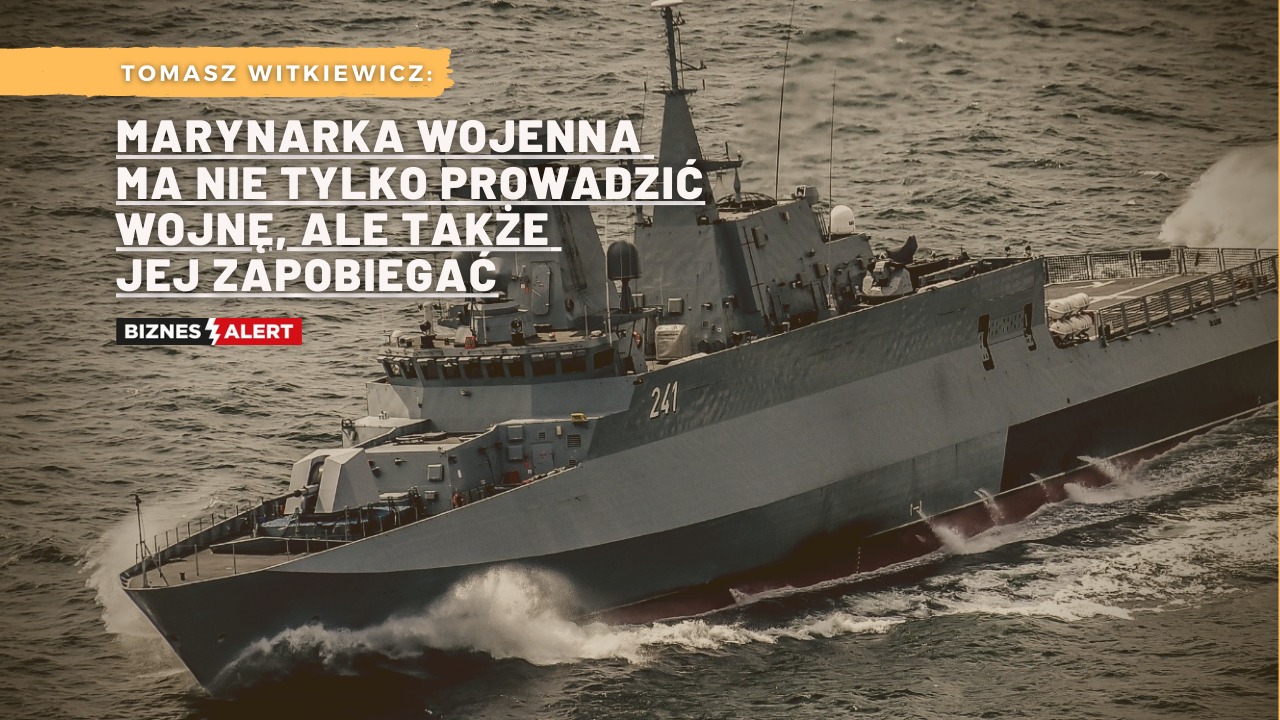 TOMASZ WITKIEWICZ:
MARYNARKA WOJENNA
MA NIE TYLKO PROWADZIĆ
WOJNĘ, ALE TAKŻE
JEJ ZAPOBIEGAĆ
BIZNES ALERT
241